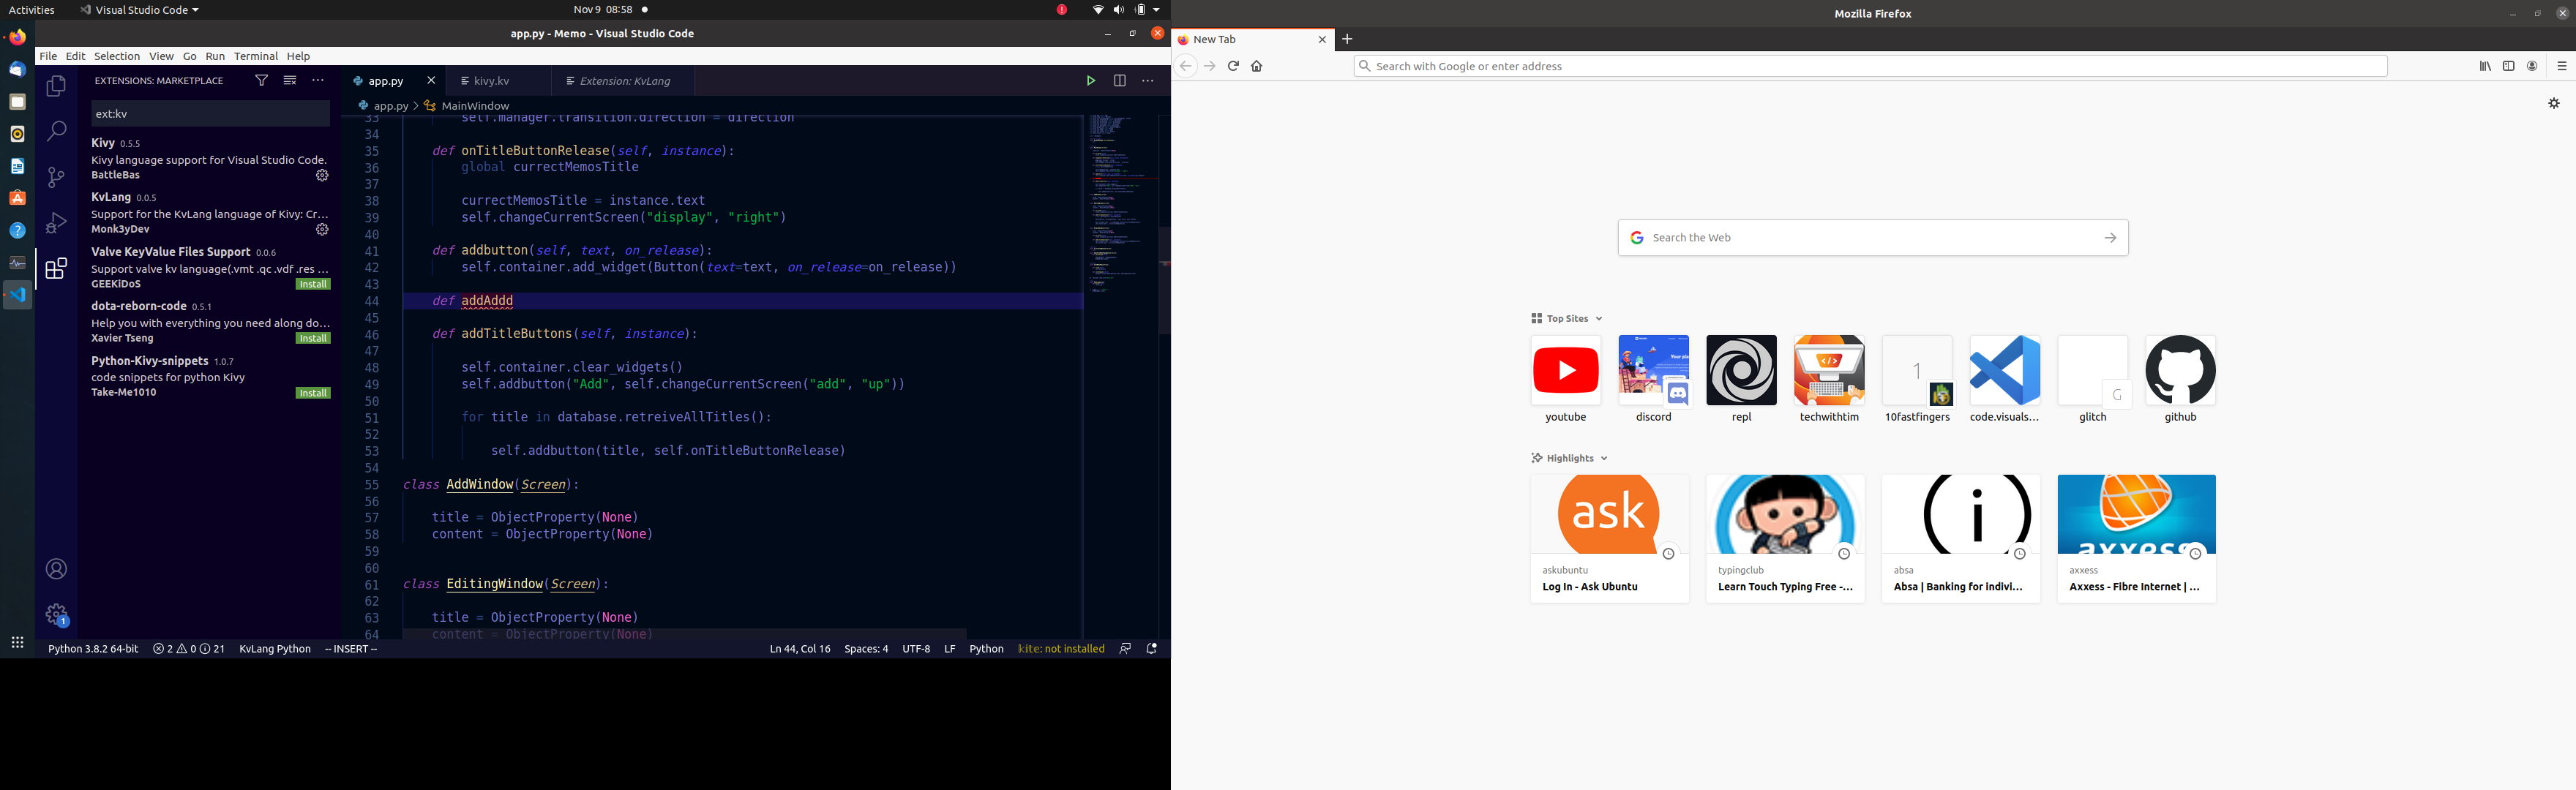 Activities
Visual Studio Code
Nov 9 08:58
app.py - Memo - Visual Studio Code
File Edit Selection View Go Run Terminal Help
EXTENSIONS: MARKETPLACE
ext:kv
Kivy 0.5.5
Kivy language support for Visual Studio Code.
BattleBas
KvLang 0.0.5
Support for the KvLang language of Kivy: Cr...
Monk3yDev
Valve KeyValue Files Support 0.0.6
Support valve kv language(.vmt .qc .vdf .res ...
GEEKiDoS Install
dota-reborn-code 0.5.1
Help you with everything you need along do...
Xavier Tseng Install
Python-Kivy-snippets 1.0.7
code snippets for python Kivy
Take-Me1010 Install
1
app.py kivy.kv Extension: KvLang
app.py > MainWindow
33 self.manager.transition.direction = direction
34
35 def onTitleButtonRelease(self, instance):
36 global currectMemosTitle
37
38 currectMemosTitle = instance.text
39 self.changeCurrentScreen("display", "right")
40
41 def addbutton(self, text, on_release):
42 self.container.add_widget(Button(text=text, on_release=on_release))
43
44 def addAddd
45
46 def addTitleButtons(self, instance):
47
48 self.container.clear_widgets()
49 self.addbutton("Add", self.changeCurrentScreen("add", "up"))
50
51 for title in database.retreiveAllTitles():
52
53 self.addbutton(title, self.onTitleButtonRelease)
54
55 class AddWindow(Screen):
56
57 title = ObjectProperty(None)
58 content = ObjectProperty(None)
59
60
61 class EditingWindow(Screen):
62
63 title = ObjectProperty(None)
64 content = ObjectProperty(None)
Python 3.8.2 64-bit 2 0 21 KvLang Python -- INSERT -- Ln 44, Col 16 Spaces: 4 UTF-8 LF Python kite: not installed
Mozilla Firefox
New Tab
Search with Google or enter address
Search the Web
Top Sites
1
G
youtube discord repl techwithtim 10fastfingers code.visuals... glitch github
Highlights
ask
axxess
askubuntu
Log In - Ask Ubuntu
typingclub
Learn Touch Typing Free -...
absa
Absa | Banking for indivi...
axxess
Axxess - Fibre Internet | ...